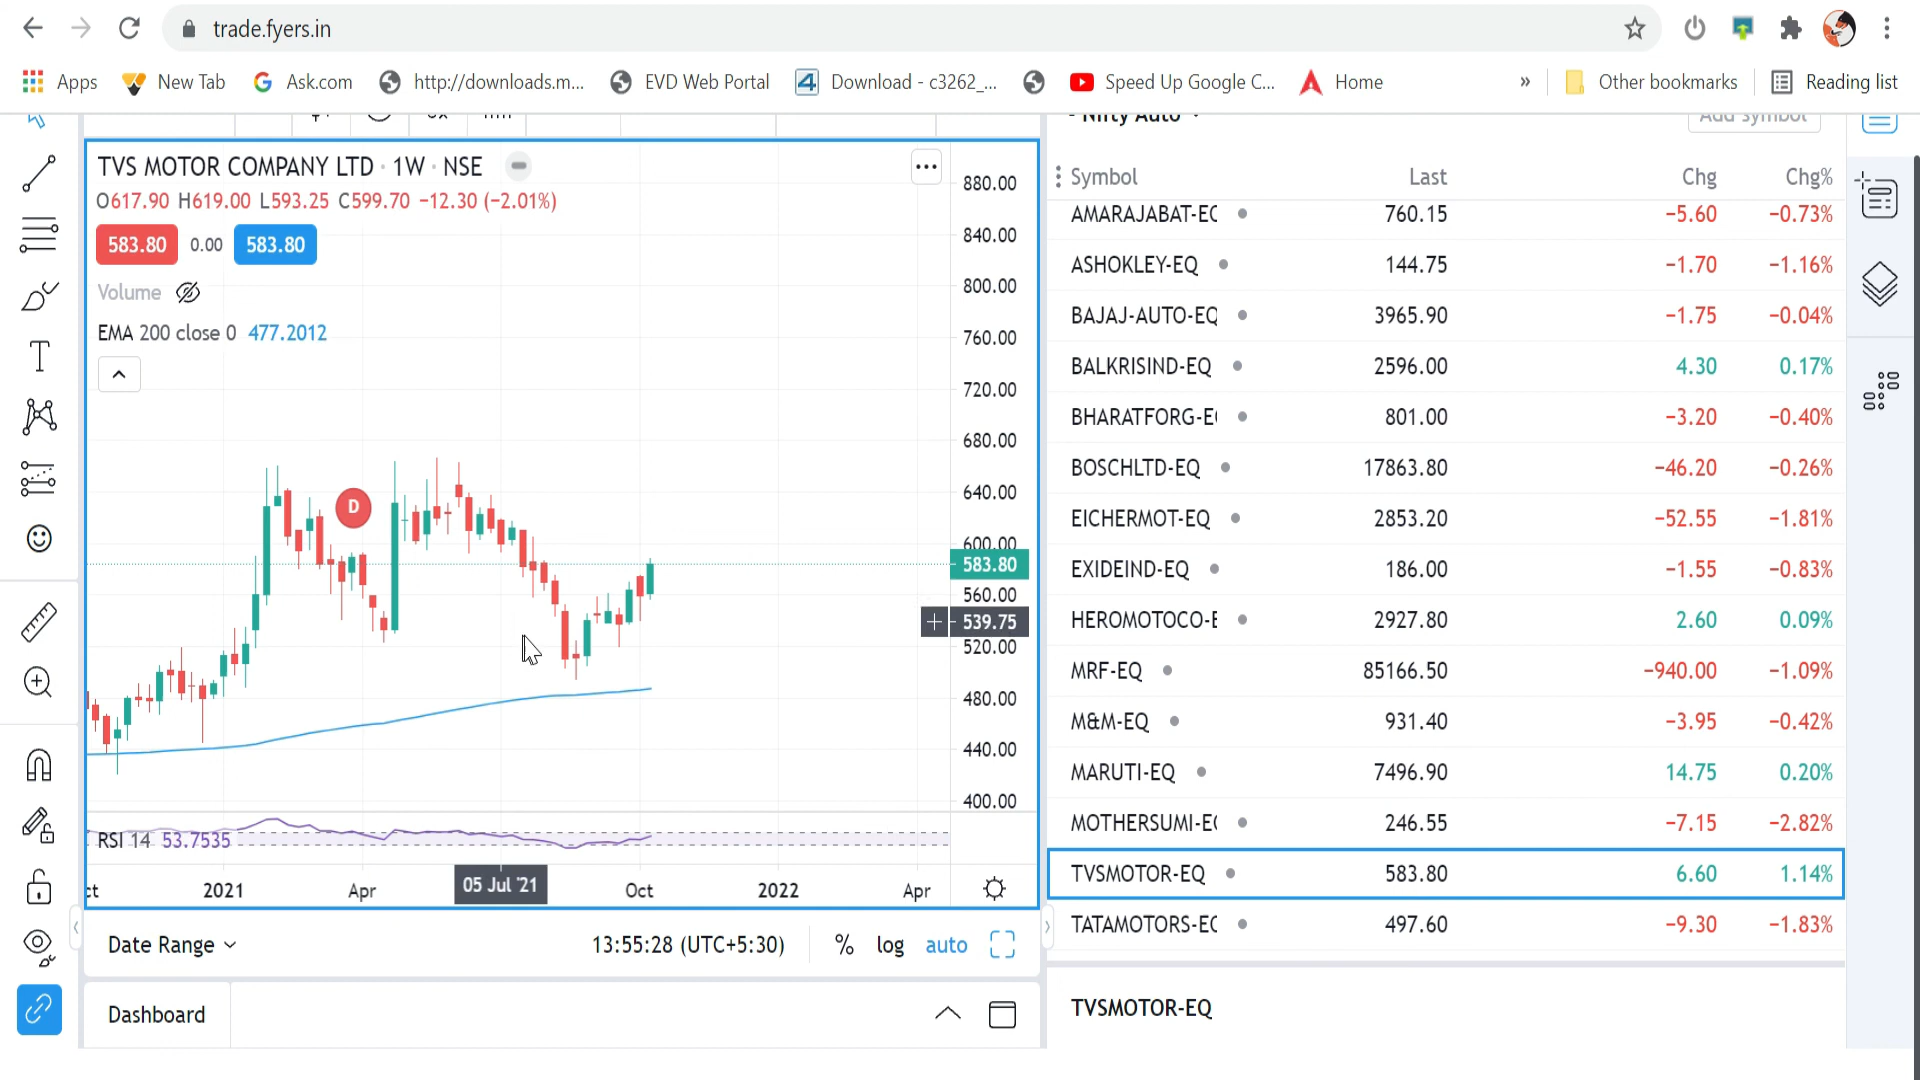 trade.fyers.in
Apps New Tab Ask.com http://downloads.m... EVD Web Portal Download - c3262_... Speed Up Google C... Home » Other bookmarks Reading list
Nifty Auto Add symbol
TVS MOTOR COMPANY LTD · 1W · NSE
O617.90 H619.00 L593.25 C599.70 −12.30 (−2.01%)
583.80 0.00 583.80
Volume
EMA 200 close 0 477.2012
D
880.00
840.00
800.00
760.00
720.00
680.00
640.00
600.00
583.80
560.00
539.75
520.00
480.00
440.00
400.00
RSI 14 53.7535
ct 2021 Apr 05 Jul '21 Oct 2022 Apr
Date Range 13:55:28 (UTC+5:30) % log auto
Dashboard
Symbol Last Chg Chg%
AMARAJABAT-EQ 760.15 −5.60 −0.73%
ASHOKLEY-EQ 144.75 −1.70 −1.16%
BAJAJ-AUTO-EQ 3965.90 −1.75 −0.04%
BALKRISIND-EQ 2596.00 4.30 0.17%
BHARATFORG-E 801.00 −3.20 −0.40%
BOSCHLTD-EQ 17863.80 −46.20 −0.26%
EICHERMOT-EQ 2853.20 −52.55 −1.81%
EXIDEIND-EQ 186.00 −1.55 −0.83%
HEROMOTOCO-E 2927.80 2.60 0.09%
MRF-EQ 85166.50 −940.00 −1.09%
M&M-EQ 931.40 −3.95 −0.42%
MARUTI-EQ 7496.90 14.75 0.20%
MOTHERSUMI-E 246.55 −7.15 −2.82%
TVSMOTOR-EQ 583.80 6.60 1.14%
TATAMOTORS-EQ 497.60 −9.30 −1.83%
TVSMOTOR-EQ